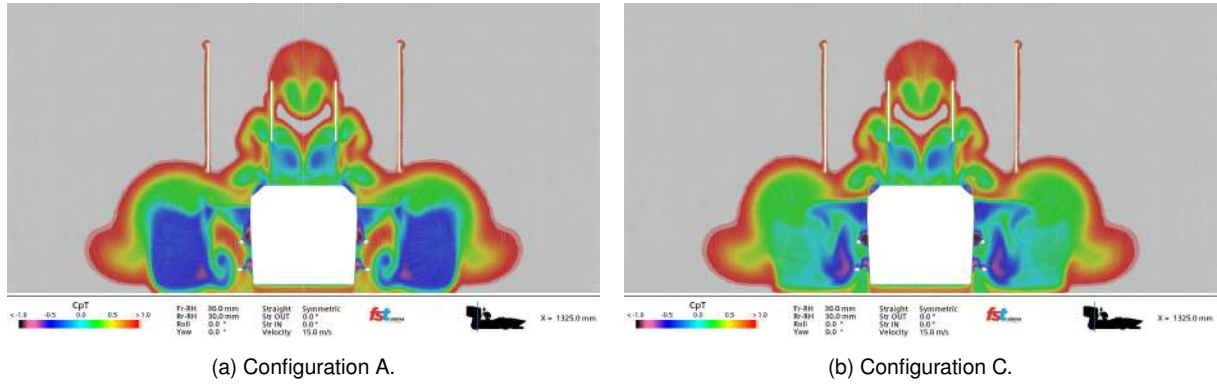 CpT
<-1.0 -0.5 0.0 0.5 > 1.0
Fr-RH 30.0 mm Straight Symmetric
Rr-RH 30.0 mm Str OUT 0.0 °
Roll 0.0 ° Str IN 0.0 °
Yaw 0.0 ° Velocity 15.0 m/s
fst
X = 1325.0 mm
(a) Configuration A.
CpT
<-1.0 -0.5 0.0 0.5 > 1.0
Fr-RH 30.0 mm Straight Symmetric
Rr-RH 30.0 mm Str OUT 0.0 °
Roll 0.0 ° Str IN 0.0 °
Yaw 0.0 ° Velocity 15.0 m/s
fst
X = 1325.0 mm
(b) Configuration C.